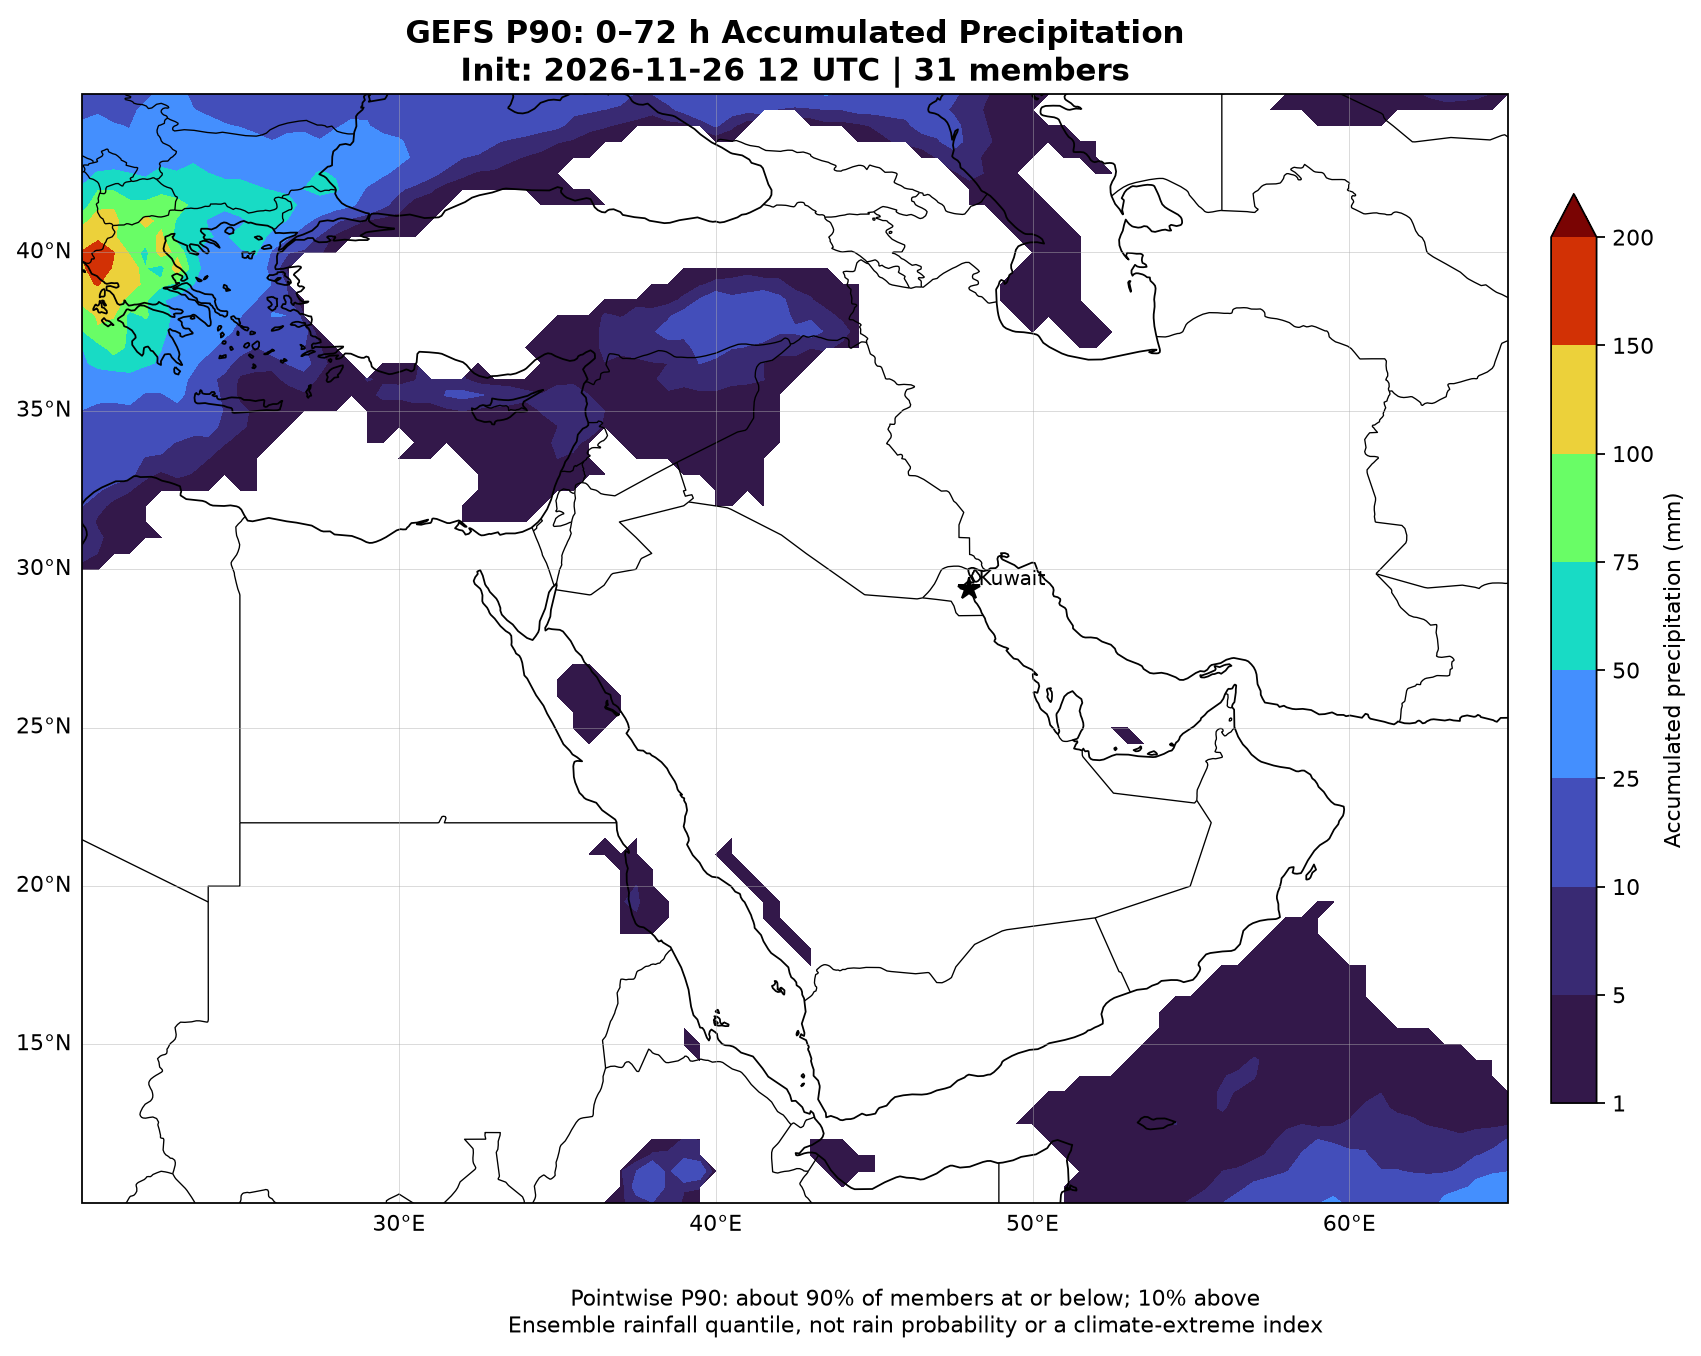 GEFS P90: 0–72 h Accumulated Precipitation
Init: 2026-11-26 12 UTC | 31 members
40°N
35°N
30°N
25°N
20°N
15°N
Kuwait
30°E
40°E
50°E
60°E
200
150
100
75
50
25
10
5
1
Accumulated precipitation (mm)
Pointwise P90: about 90% of members at or below; 10% above
Ensemble rainfall quantile, not rain probability or a climate-extreme index